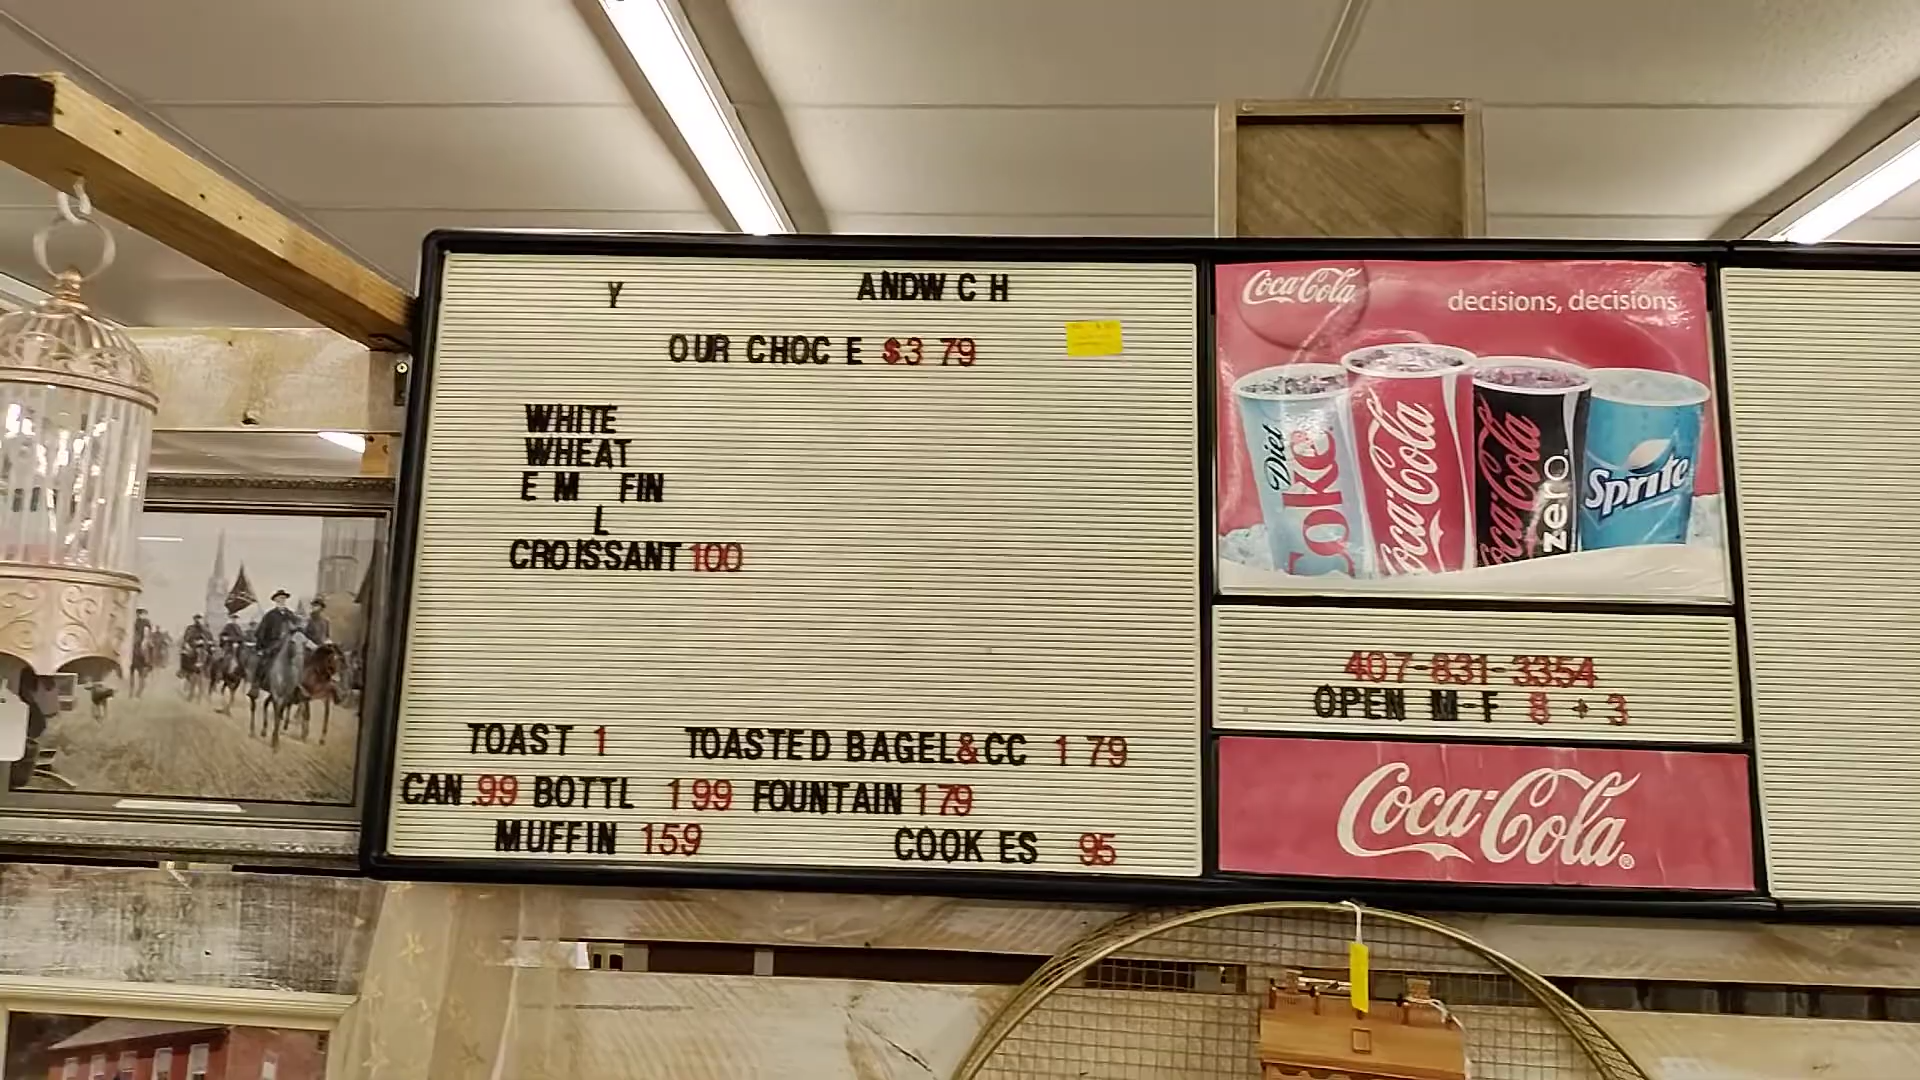 Y ANDW C H
OUR CHOC E $3 79
WHITE
WHEAT
E M FIN
L
CROISSANT 100
TOAST 1 TOASTED BAGEL&CC 1 79
CAN .99 BOTTL 1 99 FOUNTAIN 1 79
MUFFIN 159 COOK ES 95
Coca-Cola
decisions, decisions
Diet Coke
Coca-Cola
Coca-Cola zero
Sprite
407-831-3354
OPEN M-F 8 + 3
Coca-Cola®